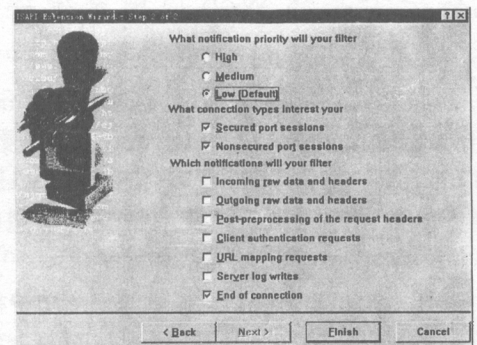 ISAPI Extension Wizard - Step 2 of 2
What notification priority will your filter
High
Medium
Low (Default)
What connection types interest your
Secured port sessions
Nonsecured port sessions
Which notifications will your filter
Incoming raw data and headers
Outgoing raw data and headers
Post-preprocessing of the request headers
Client authentication requests
URL mapping requests
Server log writes
End of connection
< Back
Next >
Finish
Cancel